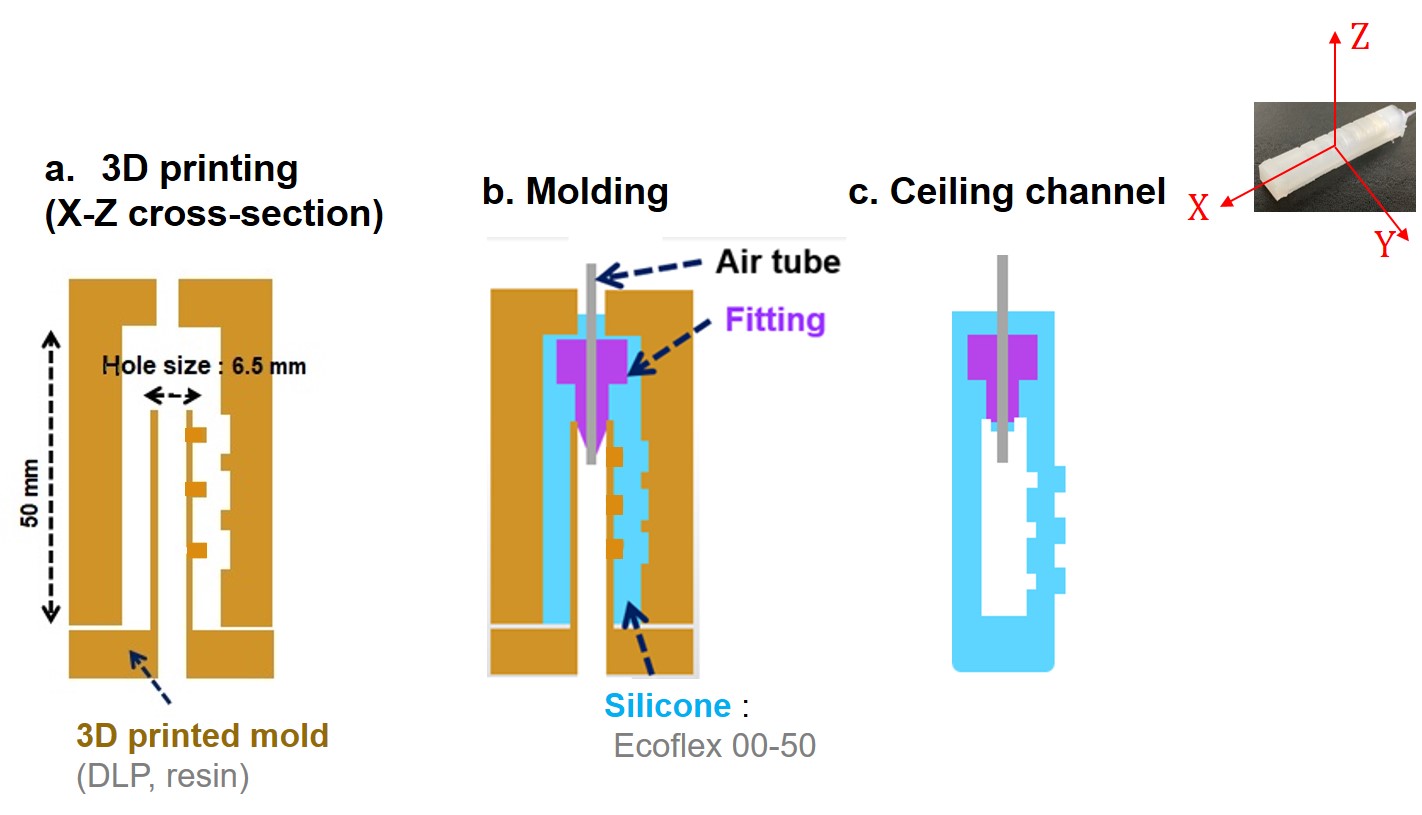 Z
a. 3D printing
(X-Z cross-section)
b. Molding
c. Ceiling channel
X
Y
Air tube
Fitting
Hole size : 6.5 mm
50 mm
Silicone :
Ecoflex 00-50
3D printed mold
(DLP, resin)